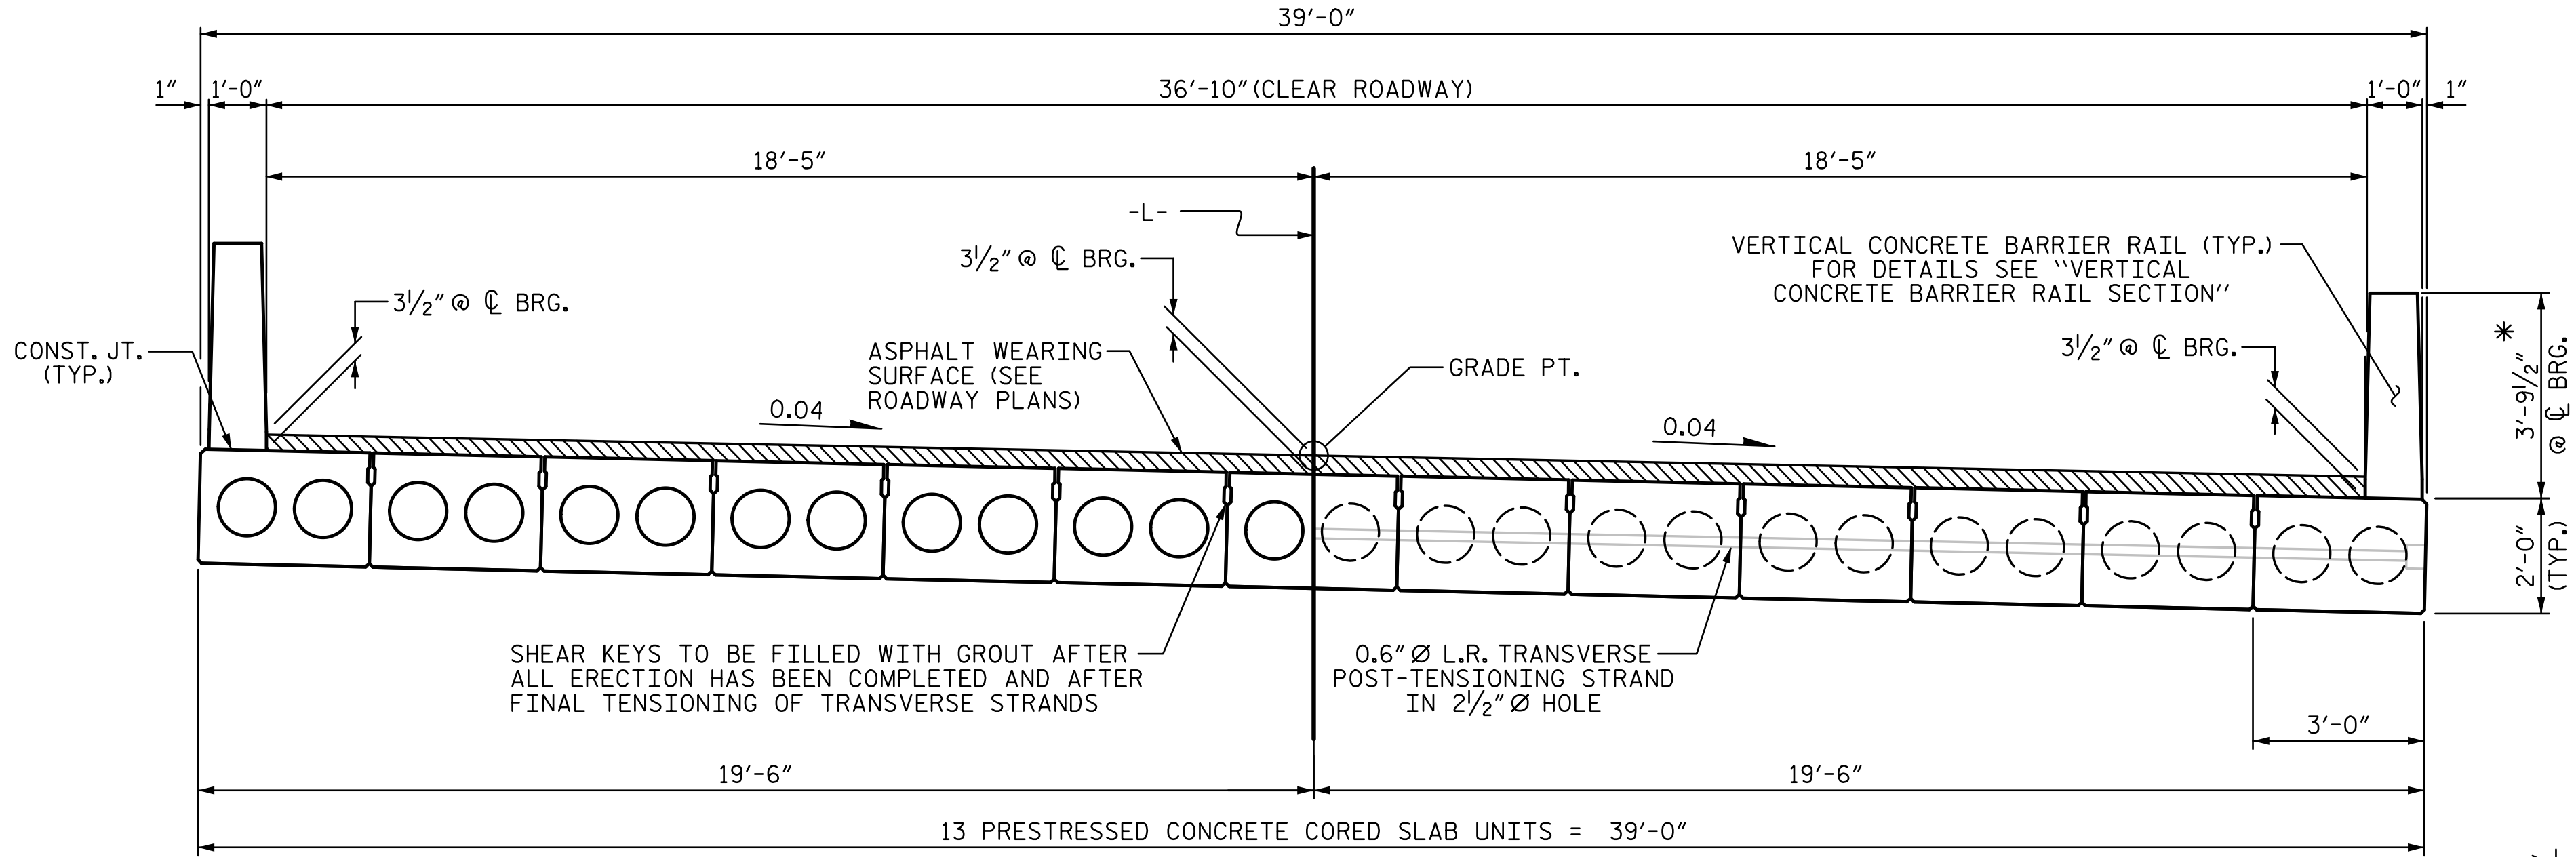 39'-0"
1" 1'-0" 36'-10" (CLEAR ROADWAY) 1'-0" 1"
18'-5" 18'-5"
-L-
3½" @ ℄ BRG.
VERTICAL CONCRETE BARRIER RAIL (TYP.)
FOR DETAILS SEE "VERTICAL
CONCRETE BARRIER RAIL SECTION"
3½" @ ℄ BRG.
3½" @ ℄ BRG.
CONST. JT.
(TYP.)
ASPHALT WEARING
SURFACE (SEE
ROADWAY PLANS)
GRADE PT.
0.04
0.04
3'-9½" *
@ ℄ BRG.
2'-0"
(TYP.)
SHEAR KEYS TO BE FILLED WITH GROUT AFTER
ALL ERECTION HAS BEEN COMPLETED AND AFTER
FINAL TENSIONING OF TRANSVERSE STRANDS
0.6" Ø L.R. TRANSVERSE
POST-TENSIONING STRAND
IN 2½" Ø HOLE
3'-0"
19'-6" 19'-6"
13 PRESTRESSED CONCRETE CORED SLAB UNITS = 39'-0"